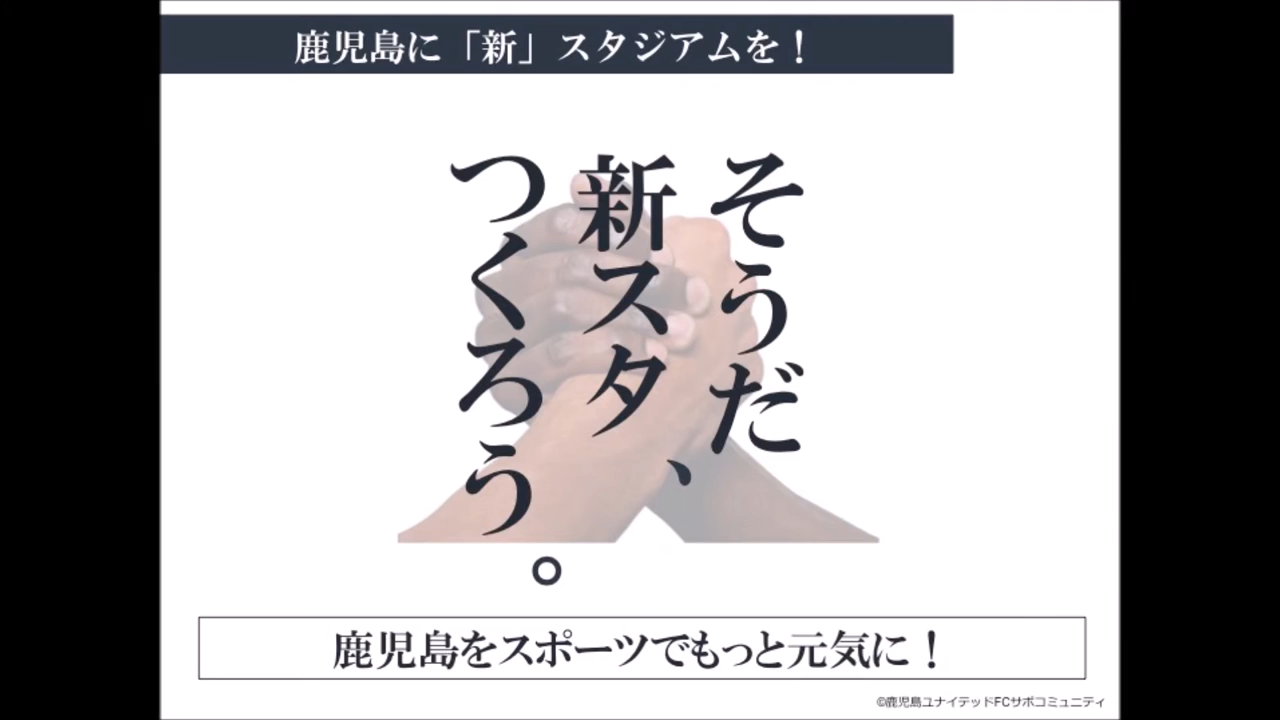 鹿児島に「新」スタジアムを！
そうだ
新スタ、
つくろう。
鹿児島をスポーツでもっと元気に！
©鹿児島ユナイテッドFCサポコミュニティ